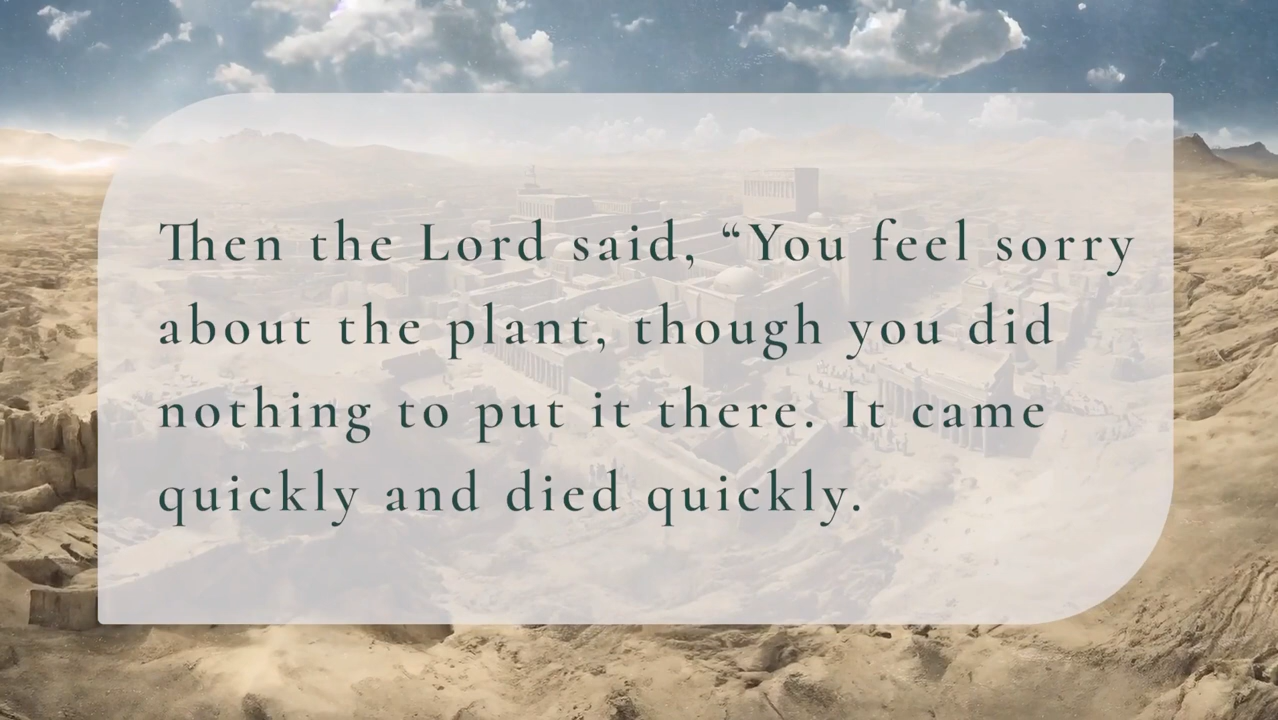 Then the Lord said, “You feel sorry
about the plant, though you did
nothing to put it there. It came
quickly and died quickly.